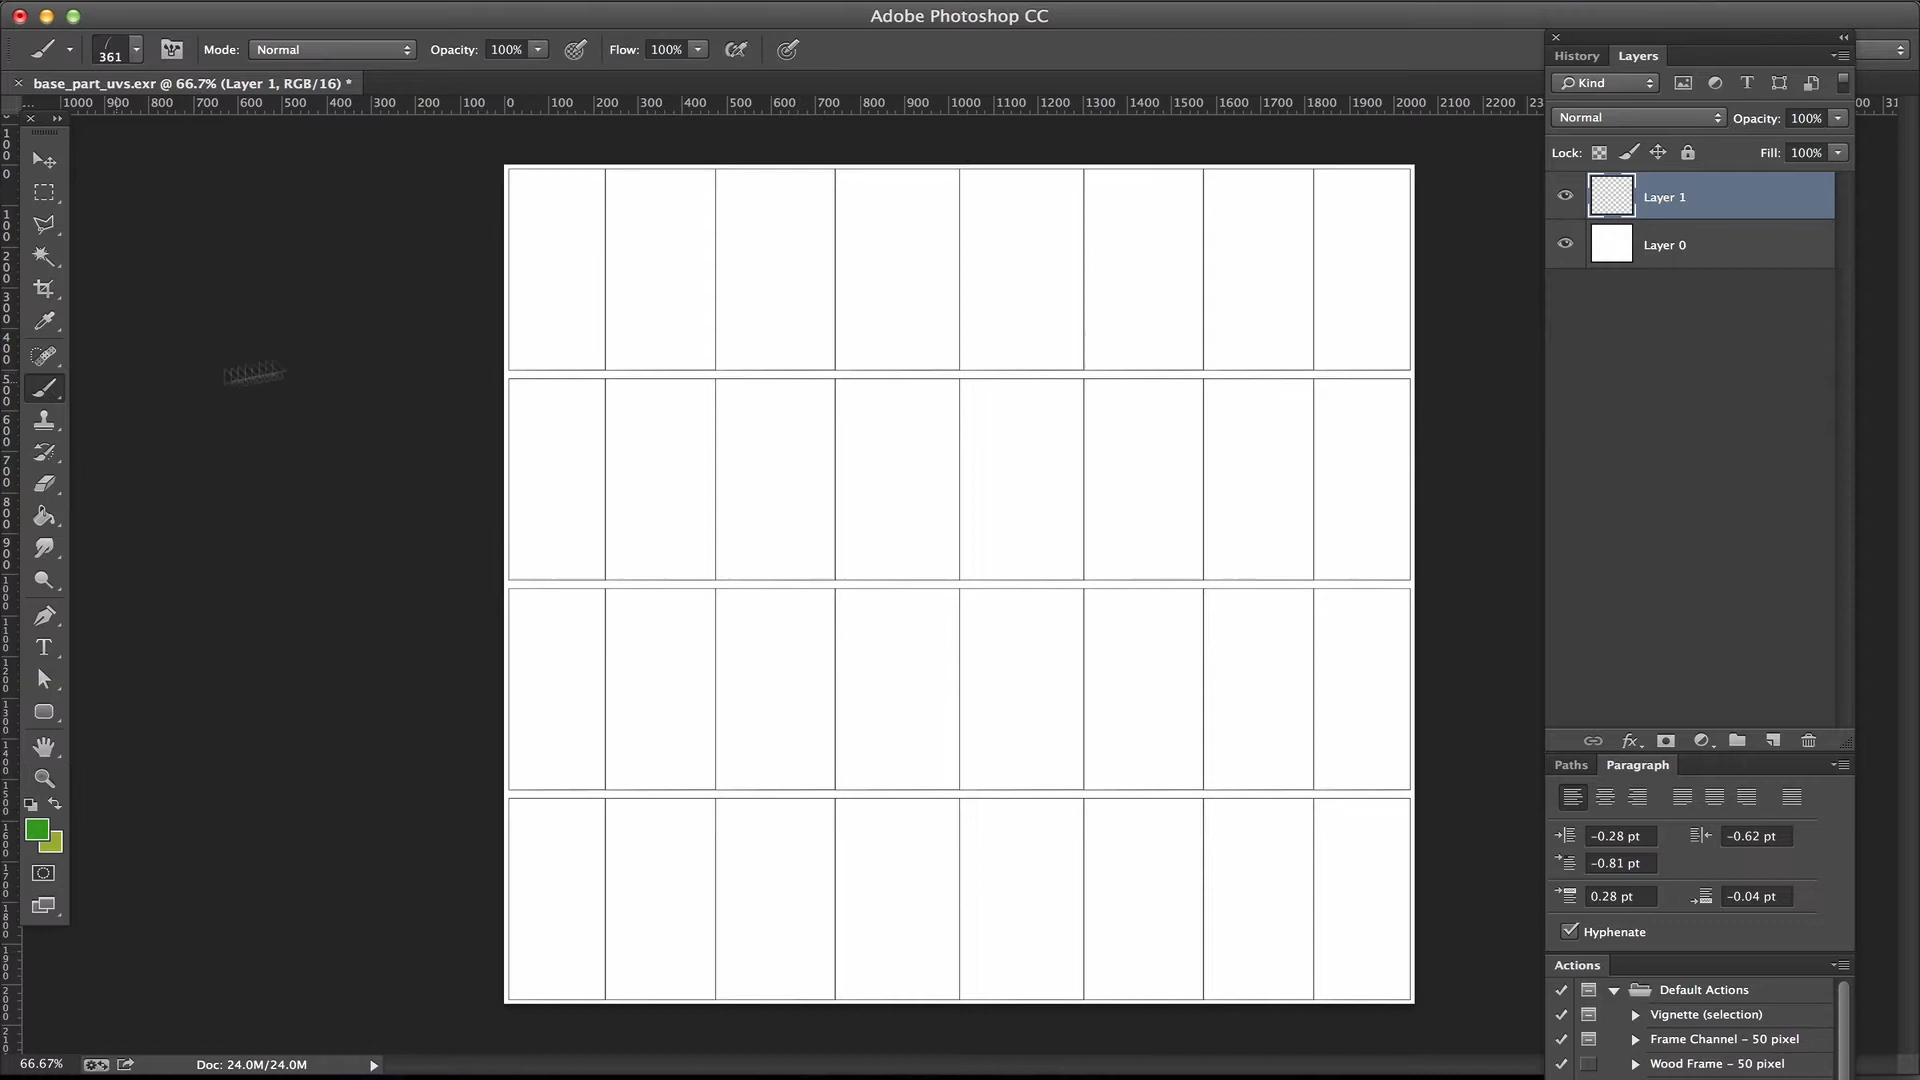 Adobe Photoshop CC
361
Mode: Normal Opacity: 100% Flow: 100%
base_part_uvs.exr @ 66.7% (Layer 1, RGB/16) *
1000 900 800 700 600 500 400 300 200 100 0 100 200 300 400 500 600 700 800 900 1000 1100 1200 1300 1400 1500 1600 1700 1800 1900 2000 2100 2200
History Layers
Kind
Normal Opacity: 100%
Lock: Fill: 100%
Layer 1
Layer 0
Paths Paragraph
-0.28 pt -0.62 pt
-0.81 pt
0.28 pt -0.04 pt
Hyphenate
Actions
Default Actions
Vignette (selection)
Frame Channel - 50 pixel
Wood Frame - 50 pixel
66.67% Doc: 24.0M/24.0M